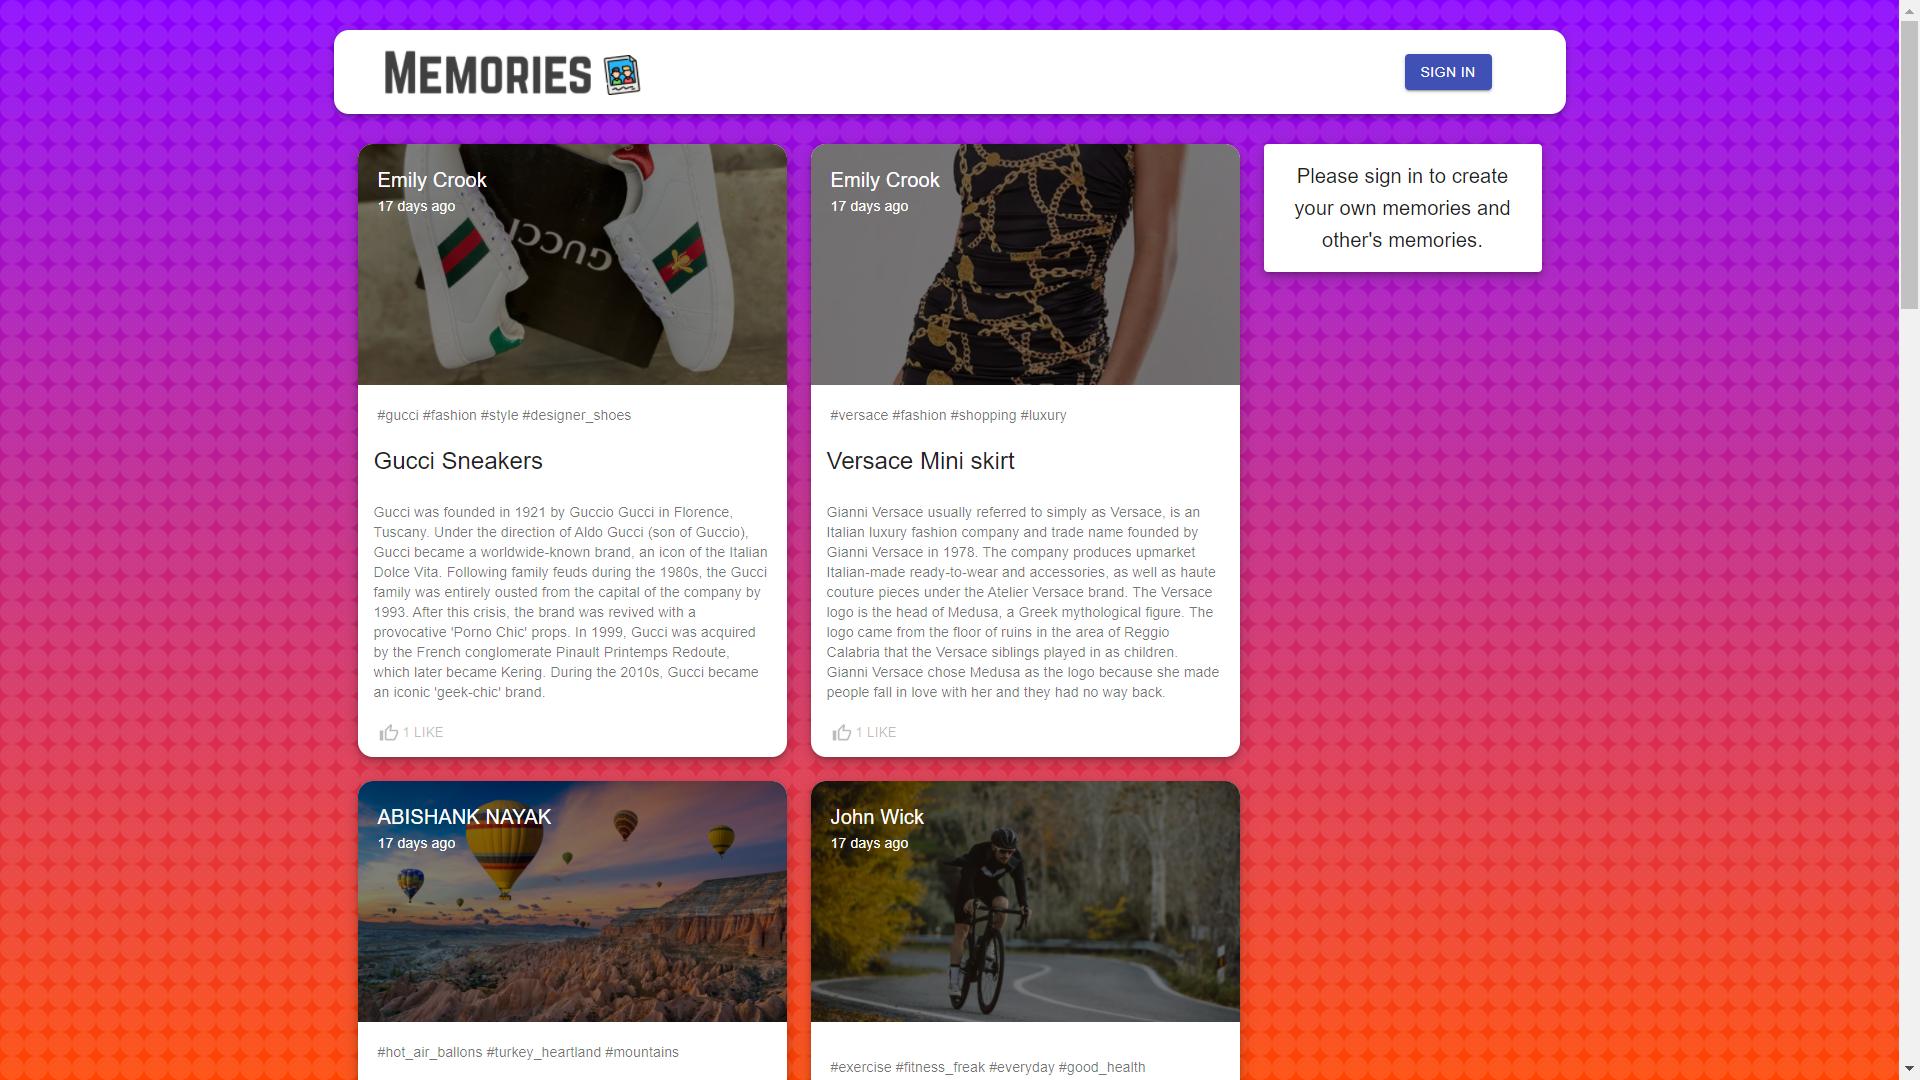 MEMORIES
SIGN IN
Emily Crook
17 days ago
GUCCI
#gucci #fashion #style #designer_shoes
Gucci Sneakers
Gucci was founded in 1921 by Guccio Gucci in Florence,
Tuscany. Under the direction of Aldo Gucci (son of Guccio),
Gucci became a worldwide-known brand, an icon of the Italian
Dolce Vita. Following family feuds during the 1980s, the Gucci
family was entirely ousted from the capital of the company by
1993. After this crisis, the brand was revived with a
provocative 'Porno Chic' props. In 1999, Gucci was acquired
by the French conglomerate Pinault Printemps Redoute,
which later became Kering. During the 2010s, Gucci became
an iconic 'geek-chic' brand.
1 LIKE
Emily Crook
17 days ago
#versace #fashion #shopping #luxury
Versace Mini skirt
Gianni Versace usually referred to simply as Versace, is an
Italian luxury fashion company and trade name founded by
Gianni Versace in 1978. The company produces upmarket
Italian-made ready-to-wear and accessories, as well as haute
couture pieces under the Atelier Versace brand. The Versace
logo is the head of Medusa, a Greek mythological figure. The
logo came from the floor of ruins in the area of Reggio
Calabria that the Versace siblings played in as children.
Gianni Versace chose Medusa as the logo because she made
people fall in love with her and they had no way back.
1 LIKE
Please sign in to create
your own memories and
other's memories.
ABISHANK NAYAK
17 days ago
#hot_air_ballons #turkey_heartland #mountains
John Wick
17 days ago
#exercise #fitness_freak #everyday #good_health